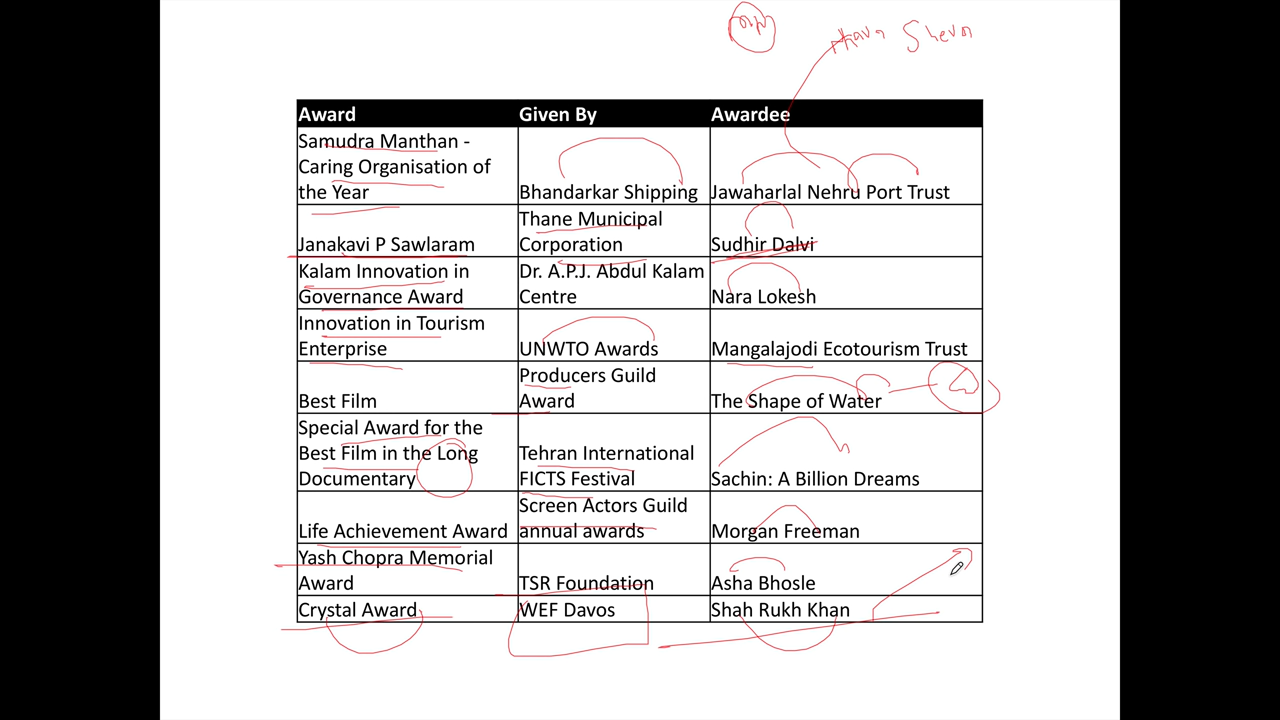 Shevn
Award Given By Awardee
Samudra Manthan -
Caring Organisation of
the Year Bhandarkar Shipping Jawaharlal Nehru Port Trust
Thane Municipal
Janakavi P Sawlaram Corporation Sudhir Dalvi
Kalam Innovation in Dr. A.P.J. Abdul Kalam
Governance Award Centre Nara Lokesh
Innovation in Tourism
Enterprise UNWTO Awards Mangalajodi Ecotourism Trust
Producers Guild
Best Film Award The Shape of Water
Special Award for the
Best Film in the Long Tehran International
Documentary FICTS Festival Sachin: A Billion Dreams
Screen Actors Guild
Life Achievement Award annual awards Morgan Freeman
Yash Chopra Memorial
Award TSR Foundation Asha Bhosle
Crystal Award WEF Davos Shah Rukh Khan